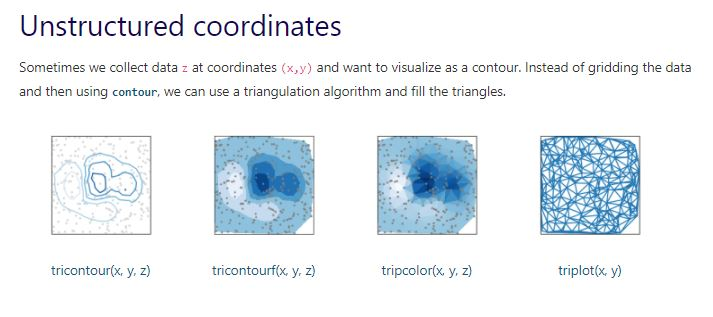 Unstructured coordinates
Sometimes we collect data z at coordinates (x,y) and want to visualize as a contour. Instead of gridding the data
and then using contour, we can use a triangulation algorithm and fill the triangles.
tricontour(x, y, z)
tricontourf(x, y, z)
tripcolor(x, y, z)
triplot(x, y)